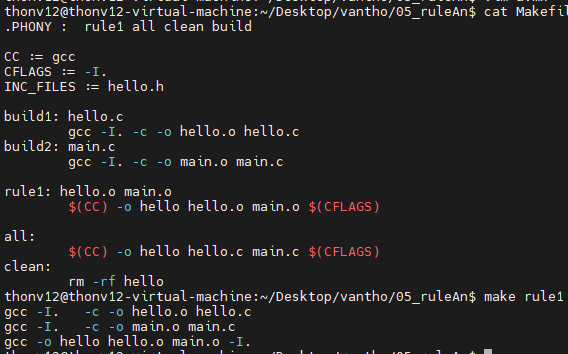 thonv12@thonv12-virtual-machine:~/Desktop/vantho/05_ruleAn$ cat Makefil
.PHONY :  rule1 all clean build

CC := gcc
CFLAGS := -I.
INC_FILES := hello.h

build1: hello.c
        gcc -I. -c -o hello.o hello.c
build2: main.c
        gcc -I. -c -o main.o main.c

rule1: hello.o main.o
        $(CC) -o hello hello.o main.o $(CFLAGS)

all:
        $(CC) -o hello hello.c main.c $(CFLAGS)
clean:
        rm -rf hello
thonv12@thonv12-virtual-machine:~/Desktop/vantho/05_ruleAn$ make rule1
gcc -I.   -c -o hello.o hello.c
gcc -I.   -c -o main.o main.c
gcc -o hello hello.o main.o -I.